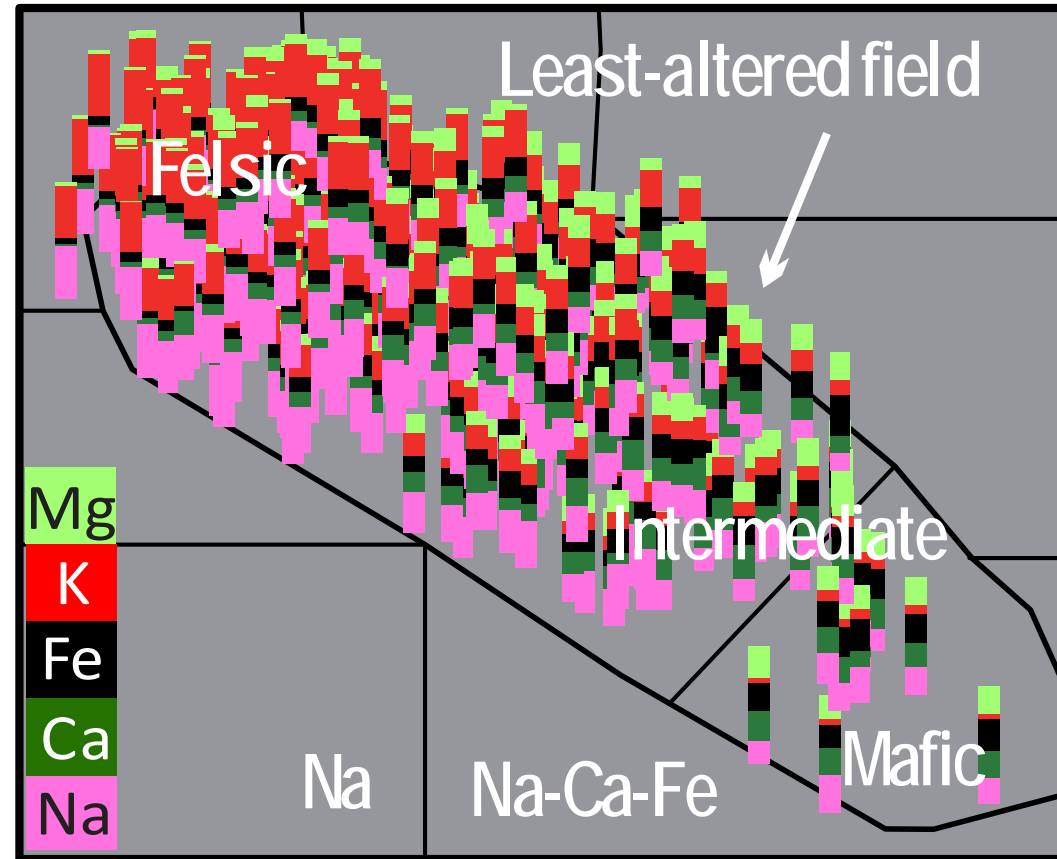 Least-altered field
Felsic
Intermediate
Mg
K
Fe
Ca
Na
Na
Na-Ca-Fe
Mafic